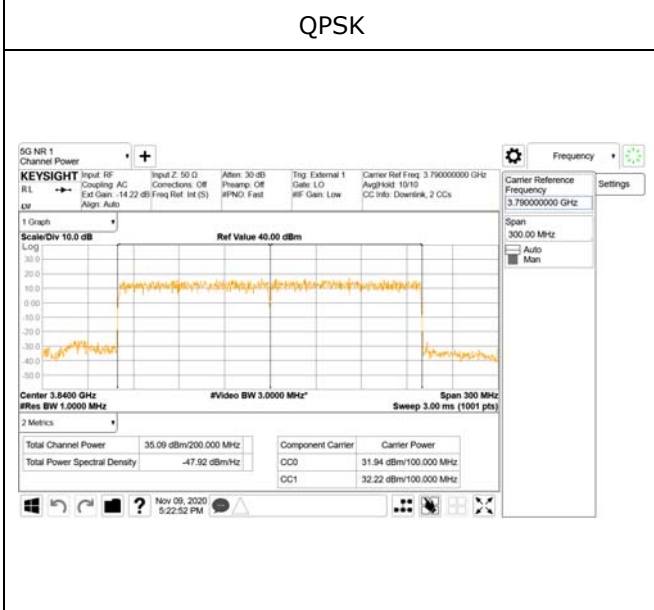 QPSK
5G NR 1
Channel Power
+
Frequency
KEYSIGHT
RL
Input: RF
Coupling: AC
Ext Gain: -14.22 dB
Align: Auto
Input Z: 50 Ω
Corrections: Off
Freq Ref: Int (S)
Atten: 30 dB
Preamp: Off
#PNO: Fast
Trig: External 1
Gate: LO
#IF Gain: Low
Carrier Ref Freq: 3.790000000 GHz
Avg|Hold: 10/10
CC Info: Downlink, 2 CCs
Carrier Reference
Frequency
3.790000000 GHz
Settings
Span
300.00 MHz
Auto
Man
1 Graph
Scale/Div 10.0 dB
Ref Value 40.00 dBm
Log
30.0
20.0
10.0
0.00
-10.0
-20.0
-30.0
-40.0
-50.0
Center 3.8400 GHz
#Video BW 3.0000 MHz*
Span 300 MHz
#Res BW 1.0000 MHz
Sweep 3.00 ms (1001 pts)
2 Metrics
Total Channel Power 35.09 dBm/200.000 MHz
Total Power Spectral Density -47.92 dBm/Hz
Component Carrier Carrier Power
CC0 31.94 dBm/100.000 MHz
CC1 32.22 dBm/100.000 MHz
?
Nov 09, 2020
5:22:52 PM